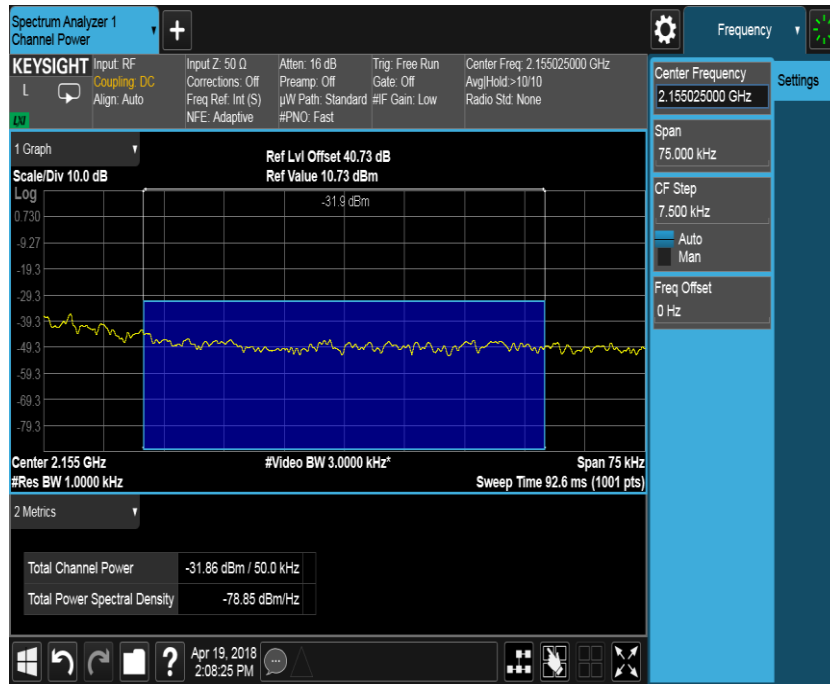 Spectrum Analyzer 1
Channel Power
+
Frequency
KEYSIGHT
L
LXI
Input: RF
Coupling: DC
Align: Auto
Input Z: 50 Ω
Corrections: Off
Freq Ref: Int (S)
NFE: Adaptive
Atten: 16 dB
Preamp: Off
µW Path: Standard
#PNO: Fast
Trig: Free Run
Gate: Off
#IF Gain: Low
Center Freq: 2.155025000 GHz
Avg|Hold:>10/10
Radio Std: None
Center Frequency
2.155025000 GHz
Settings
Span
75.000 kHz
CF Step
7.500 kHz
Auto
Man
Freq Offset
0 Hz
1 Graph
Scale/Div 10.0 dB
Ref Lvl Offset 40.73 dB
Ref Value 10.73 dBm
Log
-31.9 dBm
0.730
-9.27
-19.3
-29.3
-39.3
-49.3
-59.3
-69.3
-79.3
Center 2.155 GHz
#Video BW 3.0000 kHz*
Span 75 kHz
#Res BW 1.0000 kHz
Sweep Time 92.6 ms (1001 pts)
2 Metrics
Total Channel Power
-31.86 dBm / 50.0 kHz
Total Power Spectral Density
-78.85 dBm/Hz
?
Apr 19, 2018
2:08:25 PM